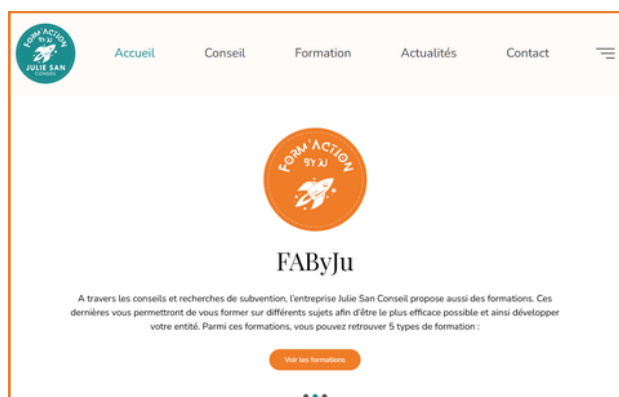 FORM'ACTION
BY JU
JULIE SAN
CONSEIL
Accueil
Conseil
Formation
Actualités
Contact
FORM'ACTION
BY JU
FAByJu
A travers les conseils et recherches de subvention, l'entreprise Julie San Conseil propose aussi des formations. Ces
dernières vous permettront de vous former sur différents sujets afin d'être le plus efficace possible et ainsi développer
votre entité. Parmi ces formations, vous pouvez retrouver 5 types de formation :
Voir les formations